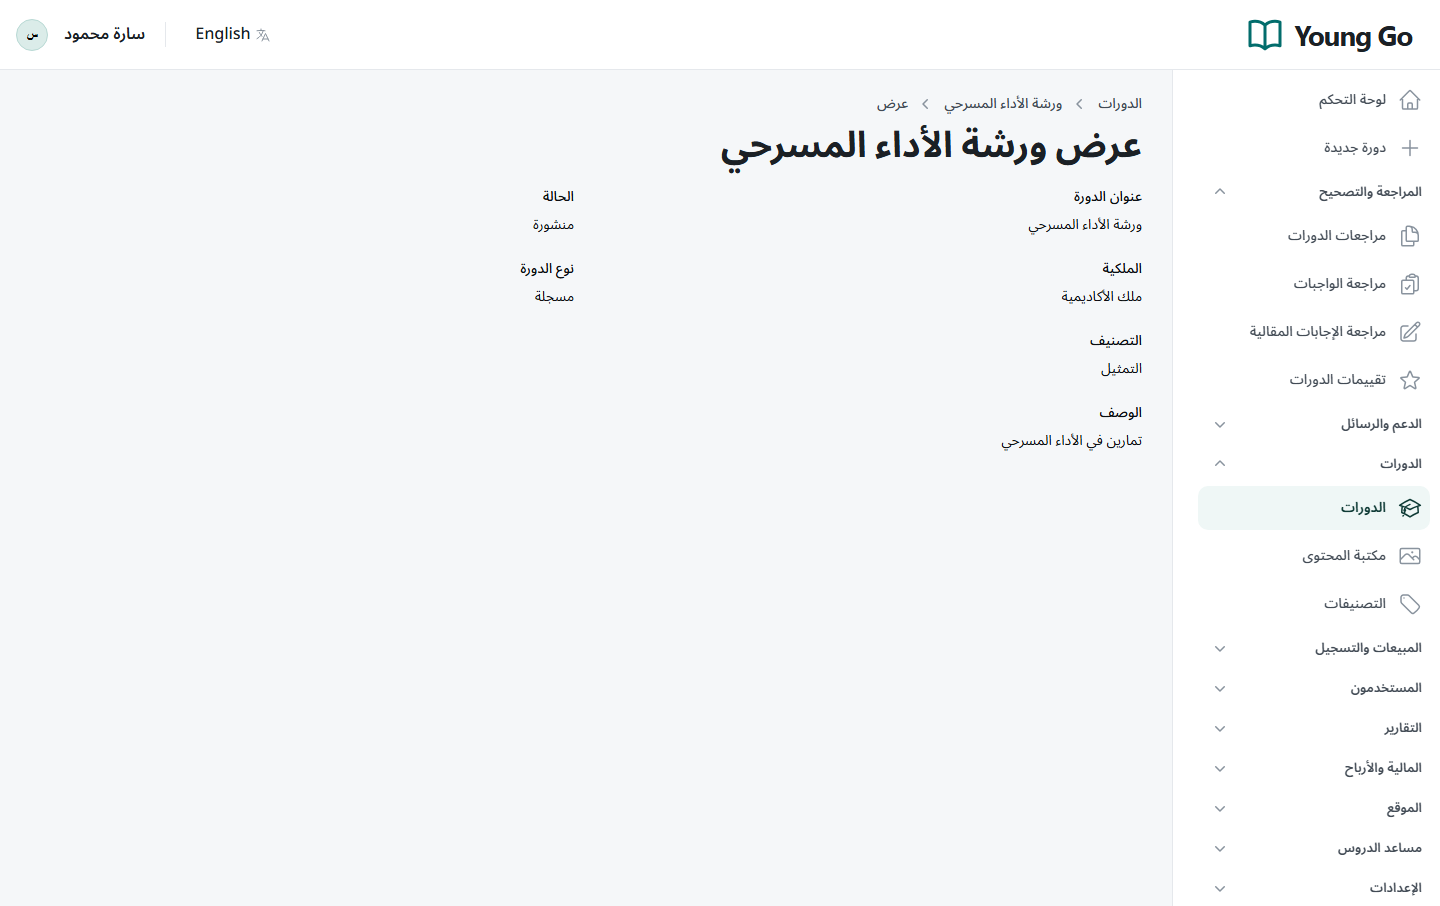 Young Go
English
سارة محمود
س
لوحة التحكم
دورة جديدة
المراجعة والتصحيح
مراجعات الدورات
مراجعة الواجبات
مراجعة الإجابات المقالية
تقييمات الدورات
الدعم والرسائل
الدورات
الدورات
مكتبة المحتوى
التصنيفات
المبيعات والتسجيل
المستخدمون
التقارير
المالية والأرباح
الموقع
مساعد الدروس
الإعدادات
الدورات
ورشة الأداء المسرحي
عرض
عرض ورشة الأداء المسرحي
عنوان الدورة
ورشة الأداء المسرحي
الحالة
منشورة
الملكية
ملك الأكاديمية
نوع الدورة
مسجلة
التصنيف
التمثيل
الوصف
تمارين في الأداء المسرحي